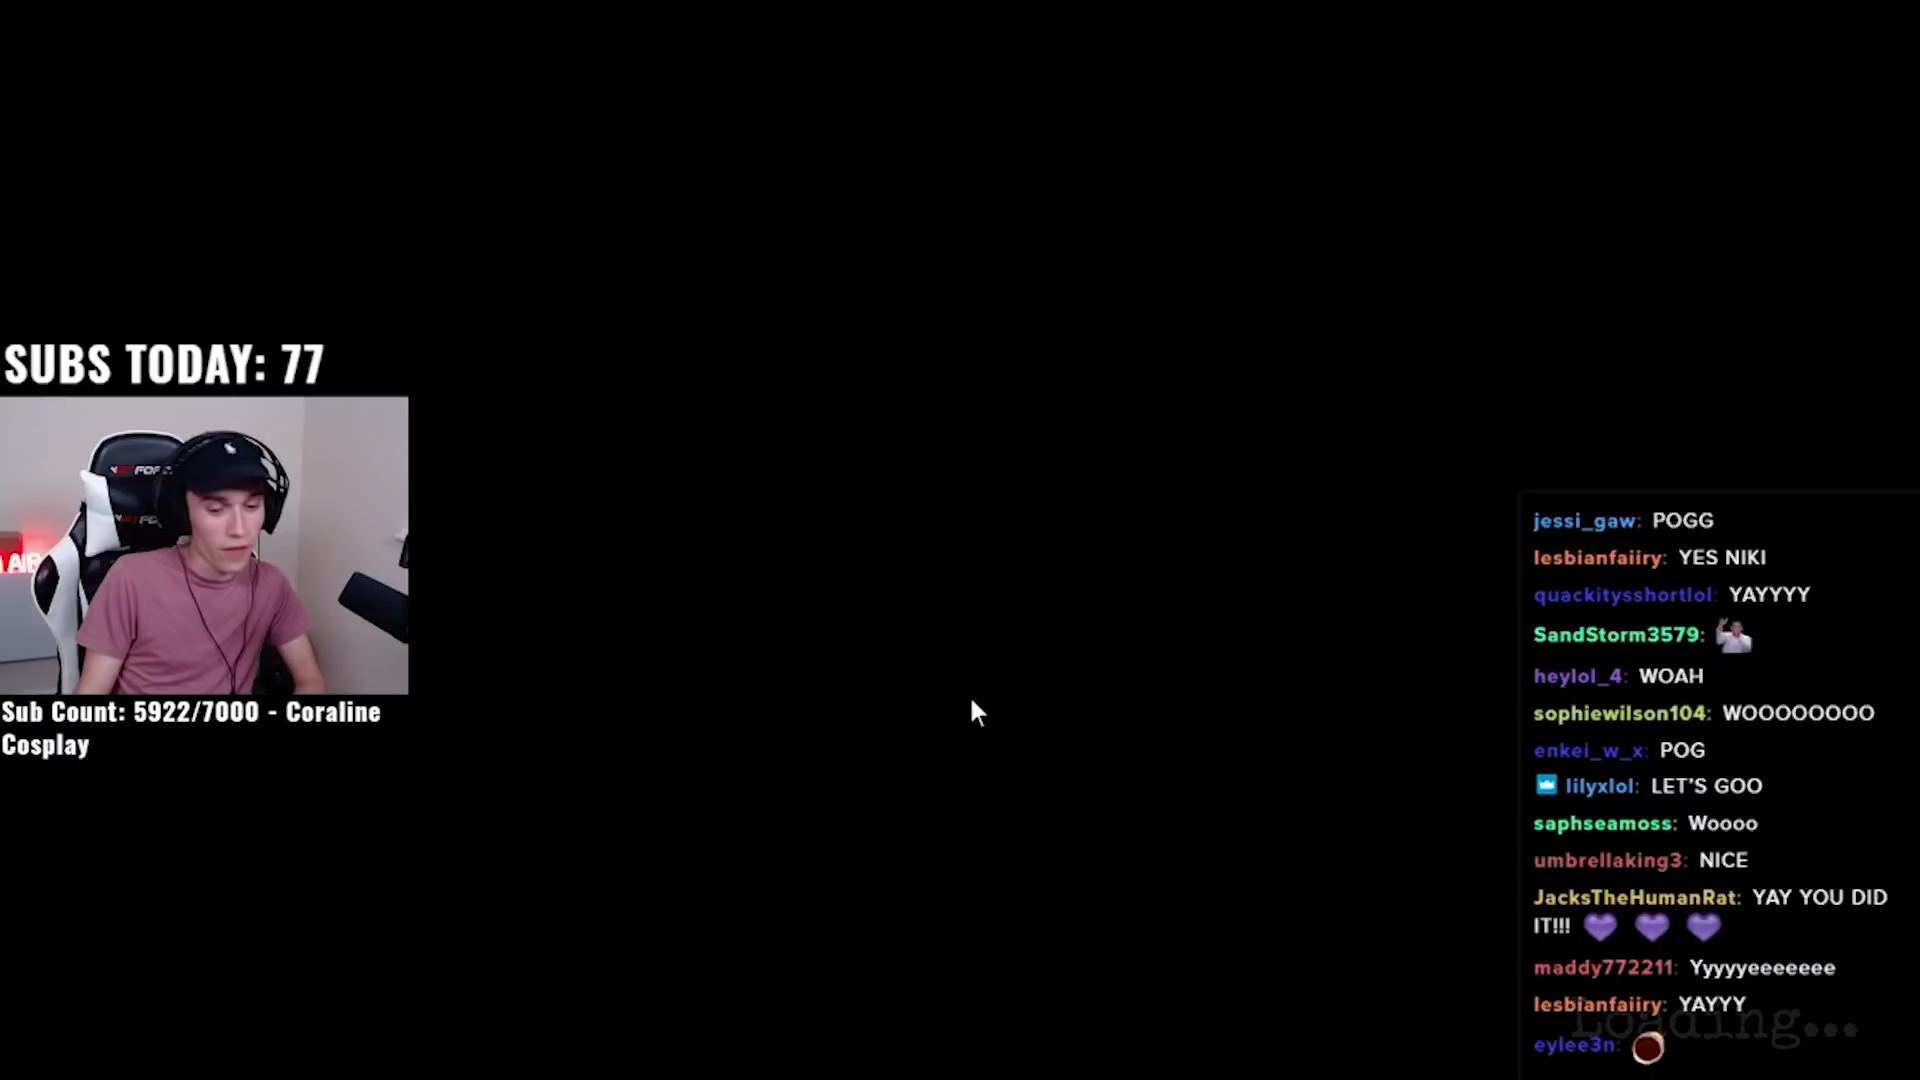 SUBS TODAY: 77
Sub Count: 5922/7000 - Coraline
Cosplay
jessi_gaw: POGG
lesbianfaiiry: YES NIKI
quackitysshortlol: YAYYYY
SandStorm3579:
heylol_4: WOAH
sophiewilson104: WOOOOOOOO
enkei_w_x: POG
lilyxlol: LET'S GOO
saphseamoss: Woooo
umbrellaking3: NICE
JacksTheHumanRat: YAY YOU DID
IT!!!
maddy772211: Yyyyyeeeeeee
lesbianfaiiry: YAYYY
Loading...
eylee3n: